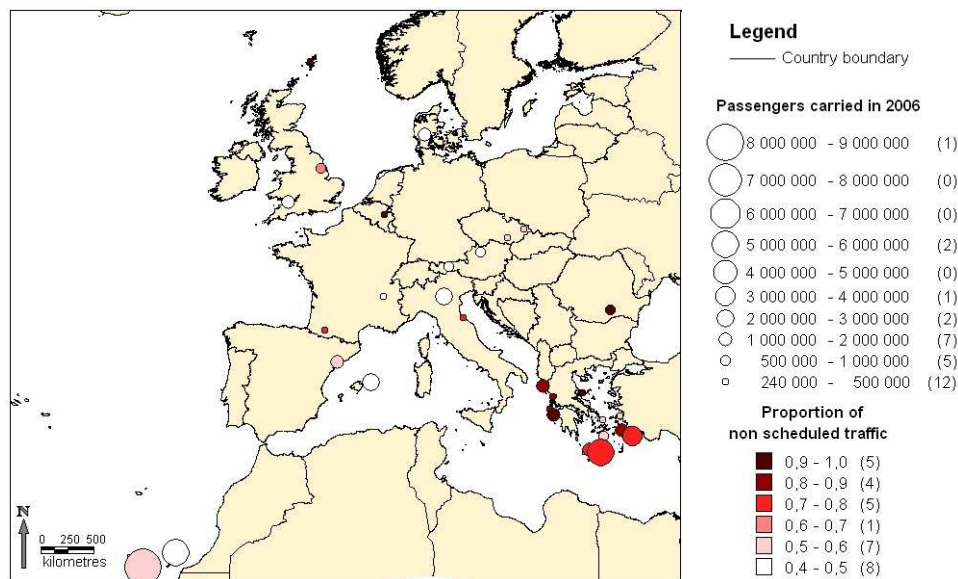 Legend
Country boundary
Passengers carried in 2006
8 000 000 - 9 000 000 (1)
7 000 000 - 8 000 000 (0)
6 000 000 - 7 000 000 (0)
5 000 000 - 6 000 000 (2)
4 000 000 - 5 000 000 (0)
3 000 000 - 4 000 000 (1)
2 000 000 - 3 000 000 (2)
1 000 000 - 2 000 000 (7)
500 000 - 1 000 000 (5)
240 000 - 500 000 (12)
Proportion of
non scheduled traffic
0,9 - 1,0 (5)
0,8 - 0,9 (4)
0,7 - 0,8 (5)
0,6 - 0,7 (1)
0,5 - 0,6 (7)
0,4 - 0,5 (8)
N
0 250 500
kilometres